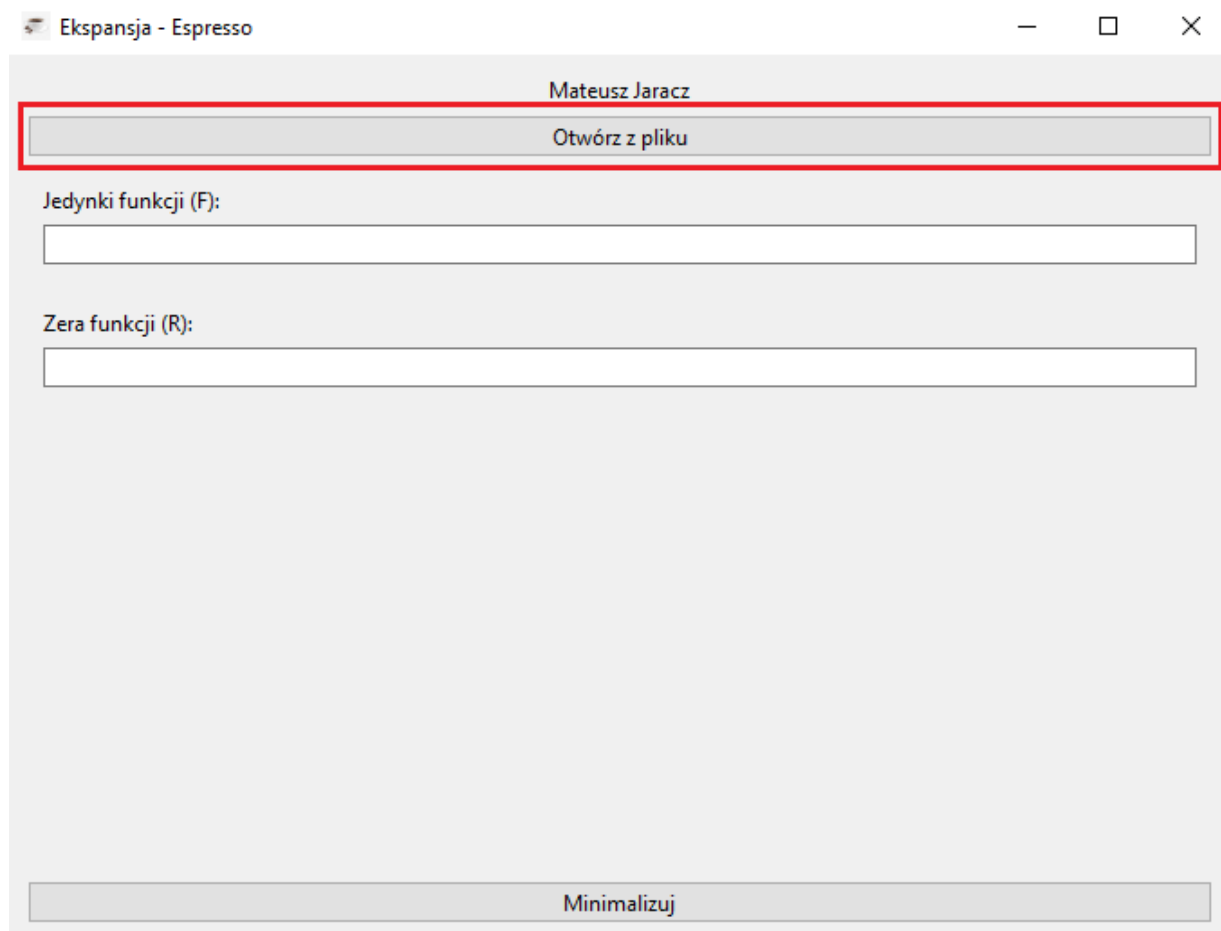 Ekspansja - Espresso
Mateusz Jaracz
Otwórz z pliku
Jedynki funkcji (F):
Zera funkcji (R):
Minimalizuj